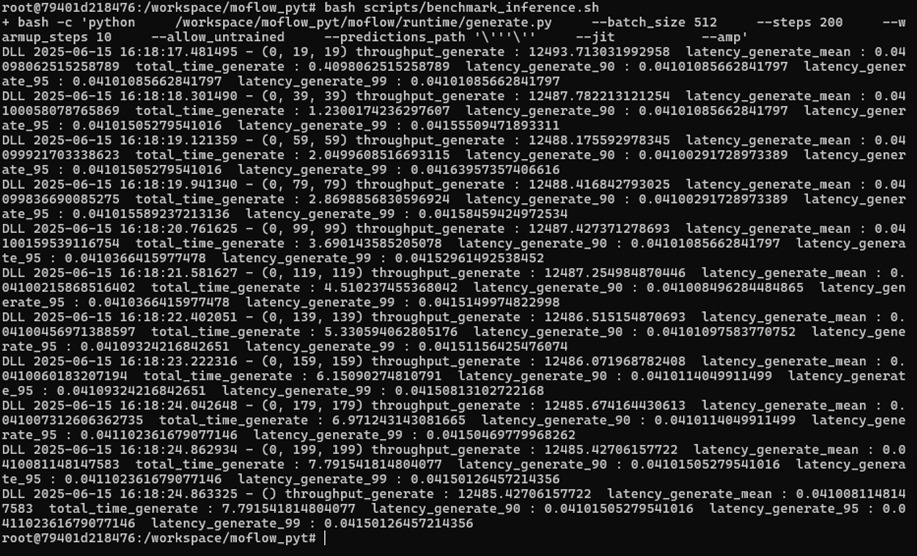 root@79401d218476:/workspace/moflow_pyt# bash scripts/benchmark_inference.sh
+ bash -c 'python     /workspace/moflow_pyt/moflow/runtime/generate.py     --batch_size 512     --steps 200     --w
armup_steps 10     --allow_untrained     --predictions_path '\'''\''     --jit         --amp'
DLL 2025-06-15 16:18:17.481495 - (0, 19, 19) throughput_generate : 12493.713031992958  latency_generate_mean : 0.04
0980625152​58789  total_time_generate : 0.4098062515258789  latency_generate_90 : 0.04101085662841797  latency_gener
ate_95 : 0.04101085662841797  latency_generate_99 : 0.04101085662841797
DLL 2025-06-15 16:18:18.301490 - (0, 39, 39) throughput_generate : 12487.782213121254  latency_generate_mean : 0.04
1000580787​65869  total_time_generate : 1.2300174236297607  latency_generate_90 : 0.04101085662841797  latency_gener
ate_95 : 0.04101505279541016  latency_generate_99 : 0.04155509471893311
DLL 2025-06-15 16:18:19.121359 - (0, 59, 59) throughput_generate : 12488.175592978345  latency_generate_mean : 0.04
0999217033​38623  total_time_generate : 2.0499608516693115  latency_generate_90 : 0.04100291728973389  latency_gener
ate_95 : 0.04101505279541016  latency_generate_99 : 0.04163957357406616
DLL 2025-06-15 16:18:19.941340 - (0, 79, 79) throughput_generate : 12488.416842793025  latency_generate_mean : 0.04
099836690085275  total_time_generate : 2.8698856830596924  latency_generate_90 : 0.04100291728973389  latency_gener
ate_95 : 0.041015589237213136  latency_generate_99 : 0.04158459424972534
DLL 2025-06-15 16:18:20.761625 - (0, 99, 99) throughput_generate : 12487.427371278693  latency_generate_mean : 0.04
100159539116754  total_time_generate : 3.690143585205078  latency_generate_90 : 0.04101085662841797  latency_genera
te_95 : 0.0410366415977478  latency_generate_99 : 0.04152961492538452
DLL 2025-06-15 16:18:21.581627 - (0, 119, 119) throughput_generate : 12487.254984870446  latency_generate_mean : 0.
04100215868516402  total_time_generate : 4.510237455368042  latency_generate_90 : 0.041008496284484865  latency_gen
erate_95 : 0.04103664159774​78  latency_generate_99 : 0.04151499748​22998
DLL 2025-06-15 16:18:22.402051 - (0, 139, 139) throughput_generate : 12486.515154870693  latency_generate_mean : 0.
04100456971388597  total_time_generate : 5.330594062805176  latency_generate_90 : 0.04101097583770752  latency_gene
rate_95 : 0.04109324216842651  latency_generate_99 : 0.04151156425476074
DLL 2025-06-15 16:18:23.222316 - (0, 159, 159) throughput_generate : 12486.071968782408  latency_generate_mean : 0.
0410060183207194  total_time_generate : 6.15090274810791  latency_generate_90 : 0.0410114049911499  latency_generat
e_95 : 0.04109324216842651  latency_generate_99 : 0.04150813102722168
DLL 2025-06-15 16:18:24.042648 - (0, 179, 179) throughput_generate : 12485.674164430613  latency_generate_mean : 0.
041007312606362735  total_time_generate : 6.971243143081665  latency_generate_90 : 0.0410114049911499  latency_gene
rate_95 : 0.041102361679077146  latency_generate_99 : 0.04150469779968262
DLL 2025-06-15 16:18:24.862934 - (0, 199, 199) throughput_generate : 12485.42706157722  latency_generate_mean : 0.0
410081148147583  total_time_generate : 7.791541814804077  latency_generate_90 : 0.04101505279541016  latency_genera
te_95 : 0.041102361679077146  latency_generate_99 : 0.04150126457214356
DLL 2025-06-15 16:18:24.863325 - () throughput_generate : 12485.42706157722  latency_generate_mean : 0.041008114814
7583  total_time_generate : 7.791541814804077  latency_generate_90 : 0.04101505279541016  latency_generate_95 : 0.0
41102361679077146  latency_generate_99 : 0.04150126457214356
root@79401d218476:/workspace/moflow_pyt#